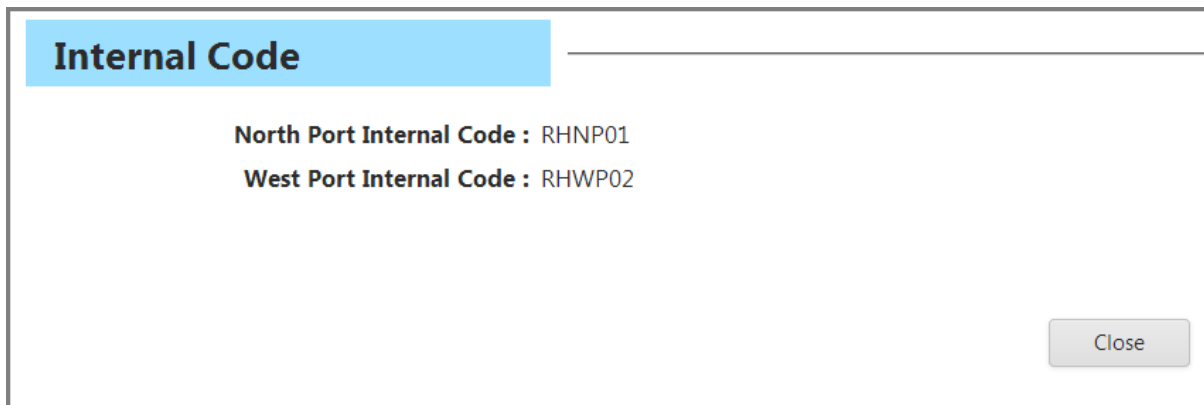 Internal Code
North Port Internal Code : RHNP01
West Port Internal Code : RHWP02
Close